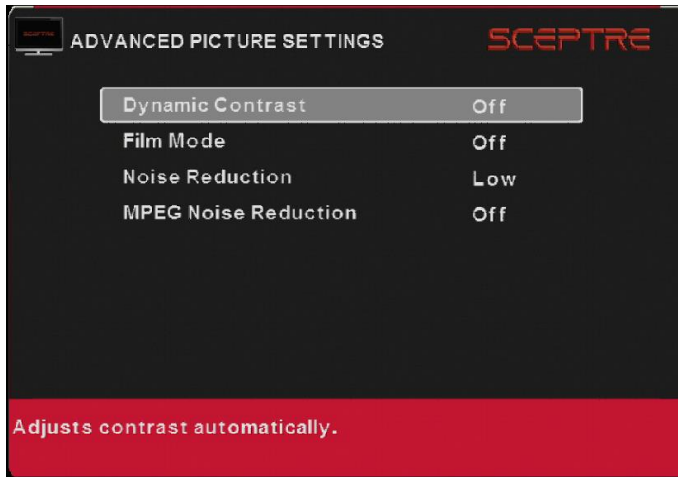 SCEPTRE
ADVANCED PICTURE SETTINGS
SCEPTRE
Dynamic Contrast Off
Film Mode Off
Noise Reduction Low
MPEG Noise Reduction Off
Adjusts contrast automatically.